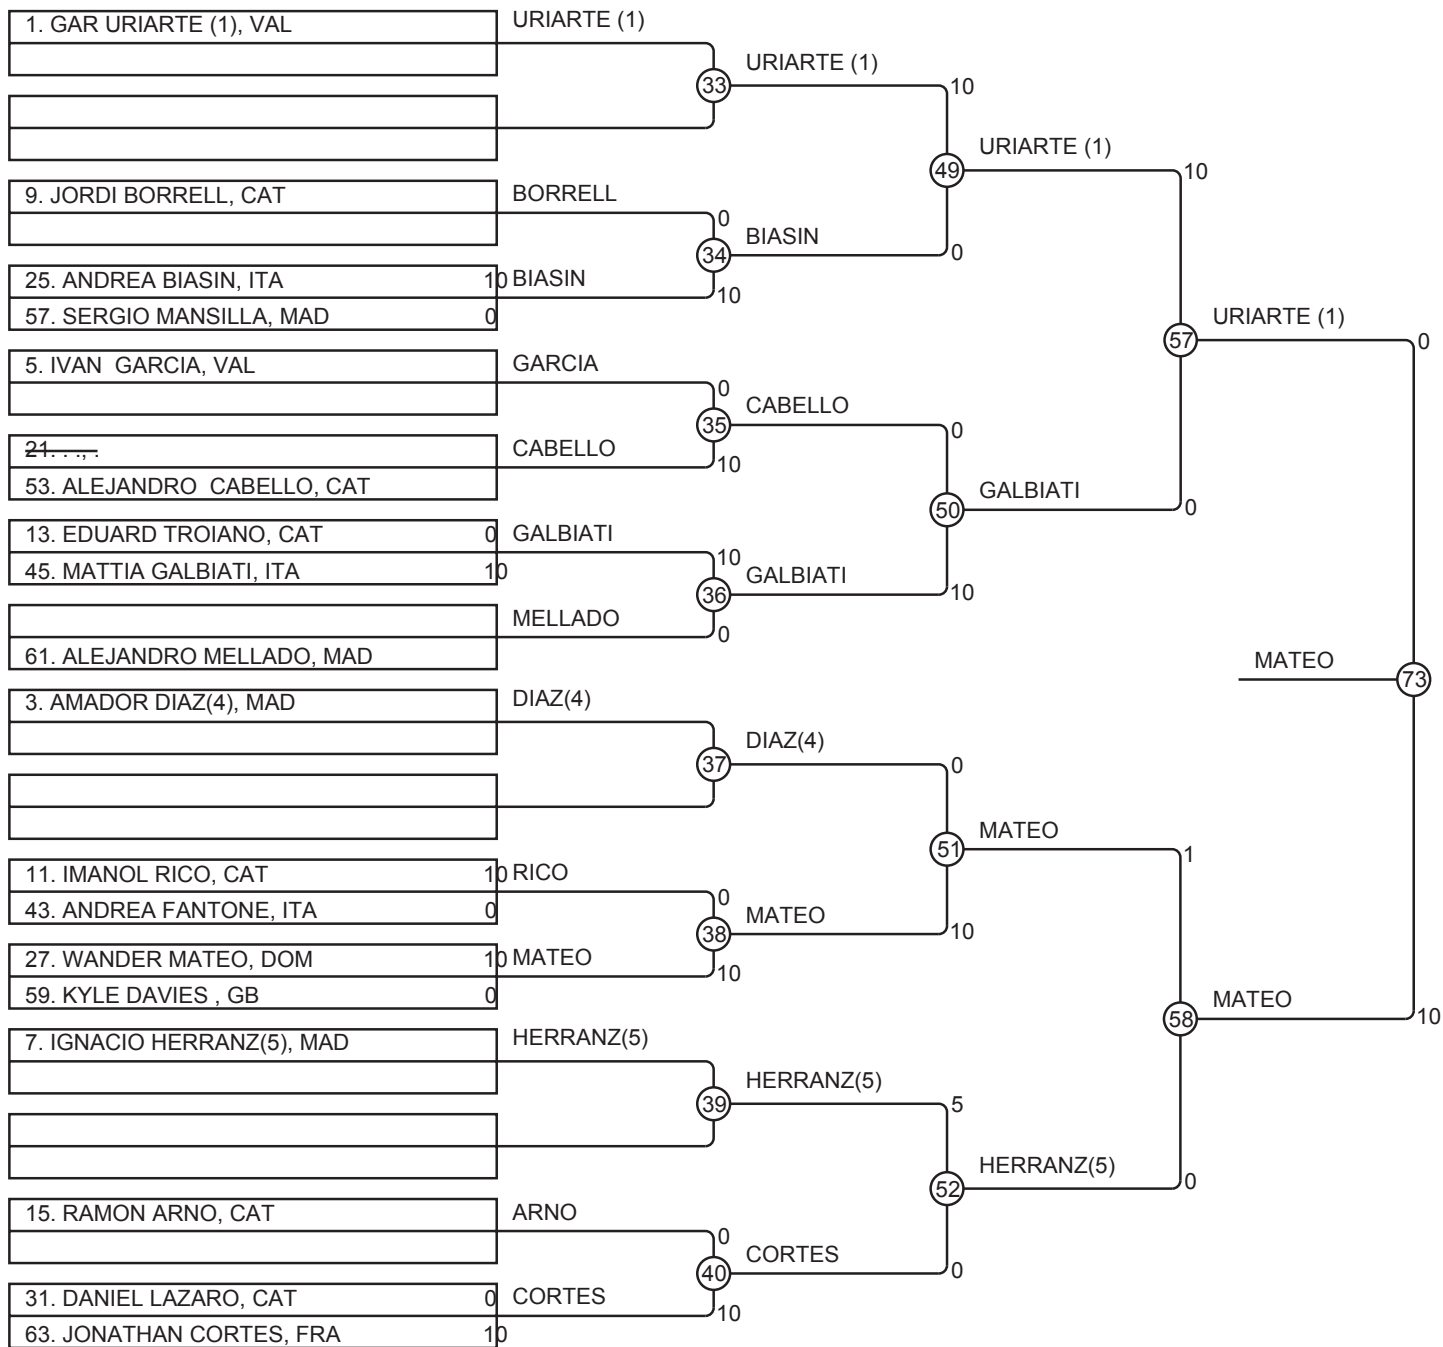 1. GAR URIARTE (1), VAL
URIARTE (1)
33
URIARTE (1)
10
9. JORDI BORRELL, CAT
BORRELL
0
34
BIASIN
0
25. ANDREA BIASIN, ITA 10
BIASIN
10
57. SERGIO MANSILLA, MAD 0
49
URIARTE (1)
10
5. IVAN  GARCIA, VAL
GARCIA
0
35
CABELLO
0
21. . ., .
CABELLO
10
53. ALEJANDRO  CABELLO, CAT
13. EDUARD TROIANO, CAT 0
GALBIATI
10
45. MATTIA GALBIATI, ITA 10
36
GALBIATI
10
MELLADO
0
61. ALEJANDRO MELLADO, MAD
50
GALBIATI
0
57
URIARTE (1)
0
3. AMADOR DIAZ(4), MAD
DIAZ(4)
37
DIAZ(4)
0
11. IMANOL RICO, CAT 10
RICO
0
43. ANDREA FANTONE, ITA 0
38
MATEO
10
27. WANDER MATEO, DOM 10
MATEO
10
59. KYLE DAVIES , GB 0
51
MATEO
1
7. IGNACIO HERRANZ(5), MAD
HERRANZ(5)
39
HERRANZ(5)
5
15. RAMON ARNO, CAT
ARNO
0
40
CORTES
0
31. DANIEL LAZARO, CAT 0
CORTES
10
63. JONATHAN CORTES, FRA 10
52
HERRANZ(5)
0
58
MATEO
10
MATEO
73